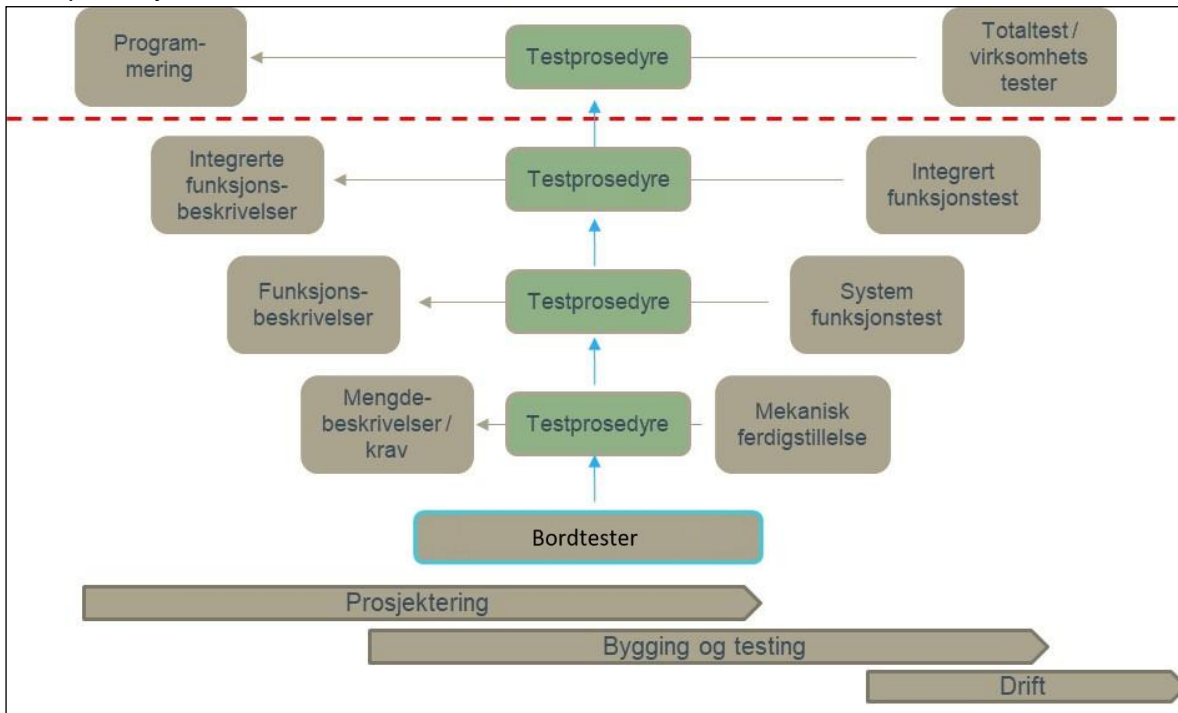 Program-
mering
Testprosedyre
Totaltest /
virksomhets
tester
Integrerte
funksjons-
beskrivelser
Testprosedyre
Integrert
funksjonstest
Funksjons-
beskrivelser
Testprosedyre
System
funksjonstest
Mengde-
beskrivelser /
krav
Testprosedyre
Mekanisk
ferdigstillelse
Bordtester
Prosjektering
Bygging og testing
Drift